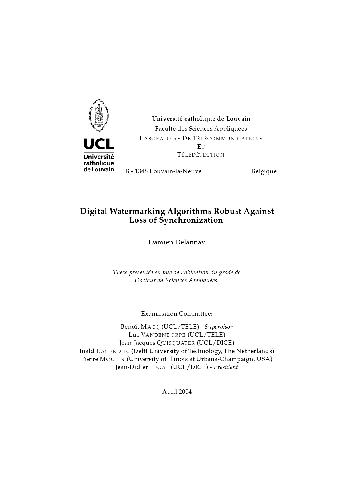 UCL
Université
catholique
de Louvain
Université catholique de Louvain
Faculté des Sciences Appliquées
Laboratoire de Télécommunications
Et
Télédétection
B - 1348 Louvain-la-Neuve Belgique
Digital Watermarking Algorithms Robust Against
Loss of Synchronization
Damien Delannay
Thèse présentée en vue de l'obtention du grade de
Docteur en Sciences Appliquées
Examination Committee:
Benoît Macq (UCL/TELE) - Supervisor
Luc Vandendorpe (UCL/TELE)
Jean-Jacques Quisquater (UCL/DICE)
(Delft University of Technology, The Netherlands)
Pierre Moulin (University of Illinois at Urbana-Champaign, USA)
Jean-Didier Legat (UCL/DICE) - President
April 2004